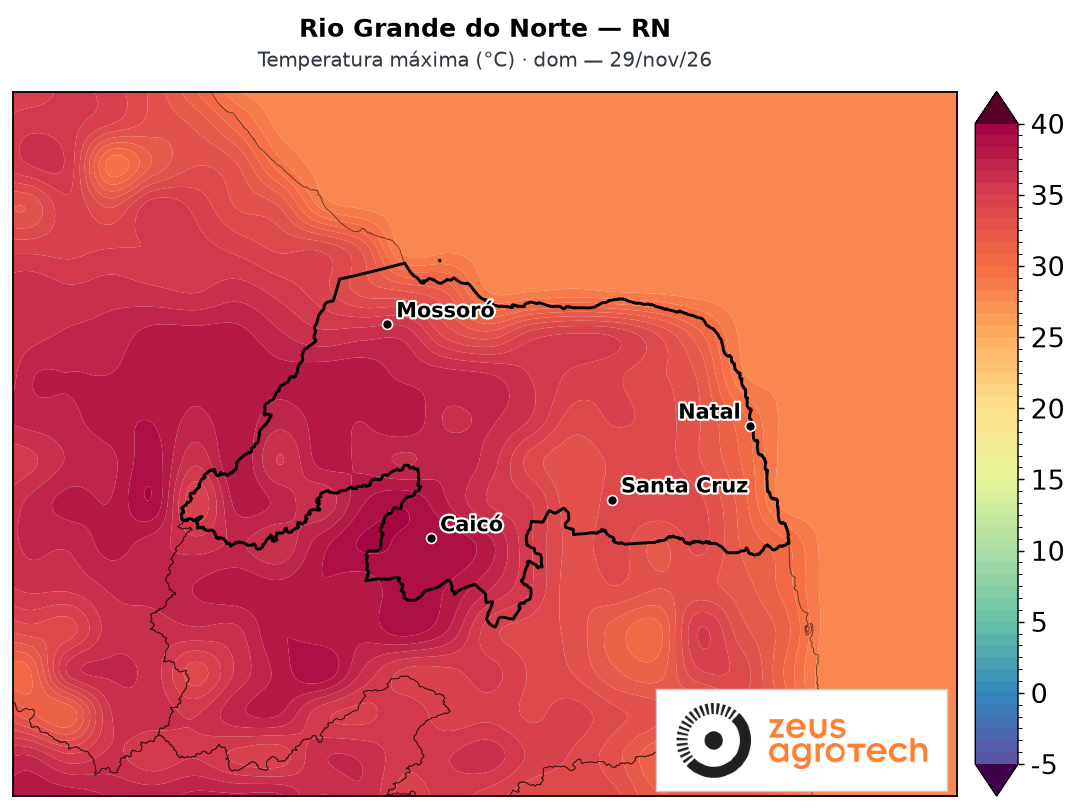 Rio Grande do Norte — RN
Temperatura máxima (°C) · dom — 29/nov/26
40
35
30
25
20
15
10
5
0
-5
Mossoró
Natal
Santa Cruz
Caicó
zeus
agrotech